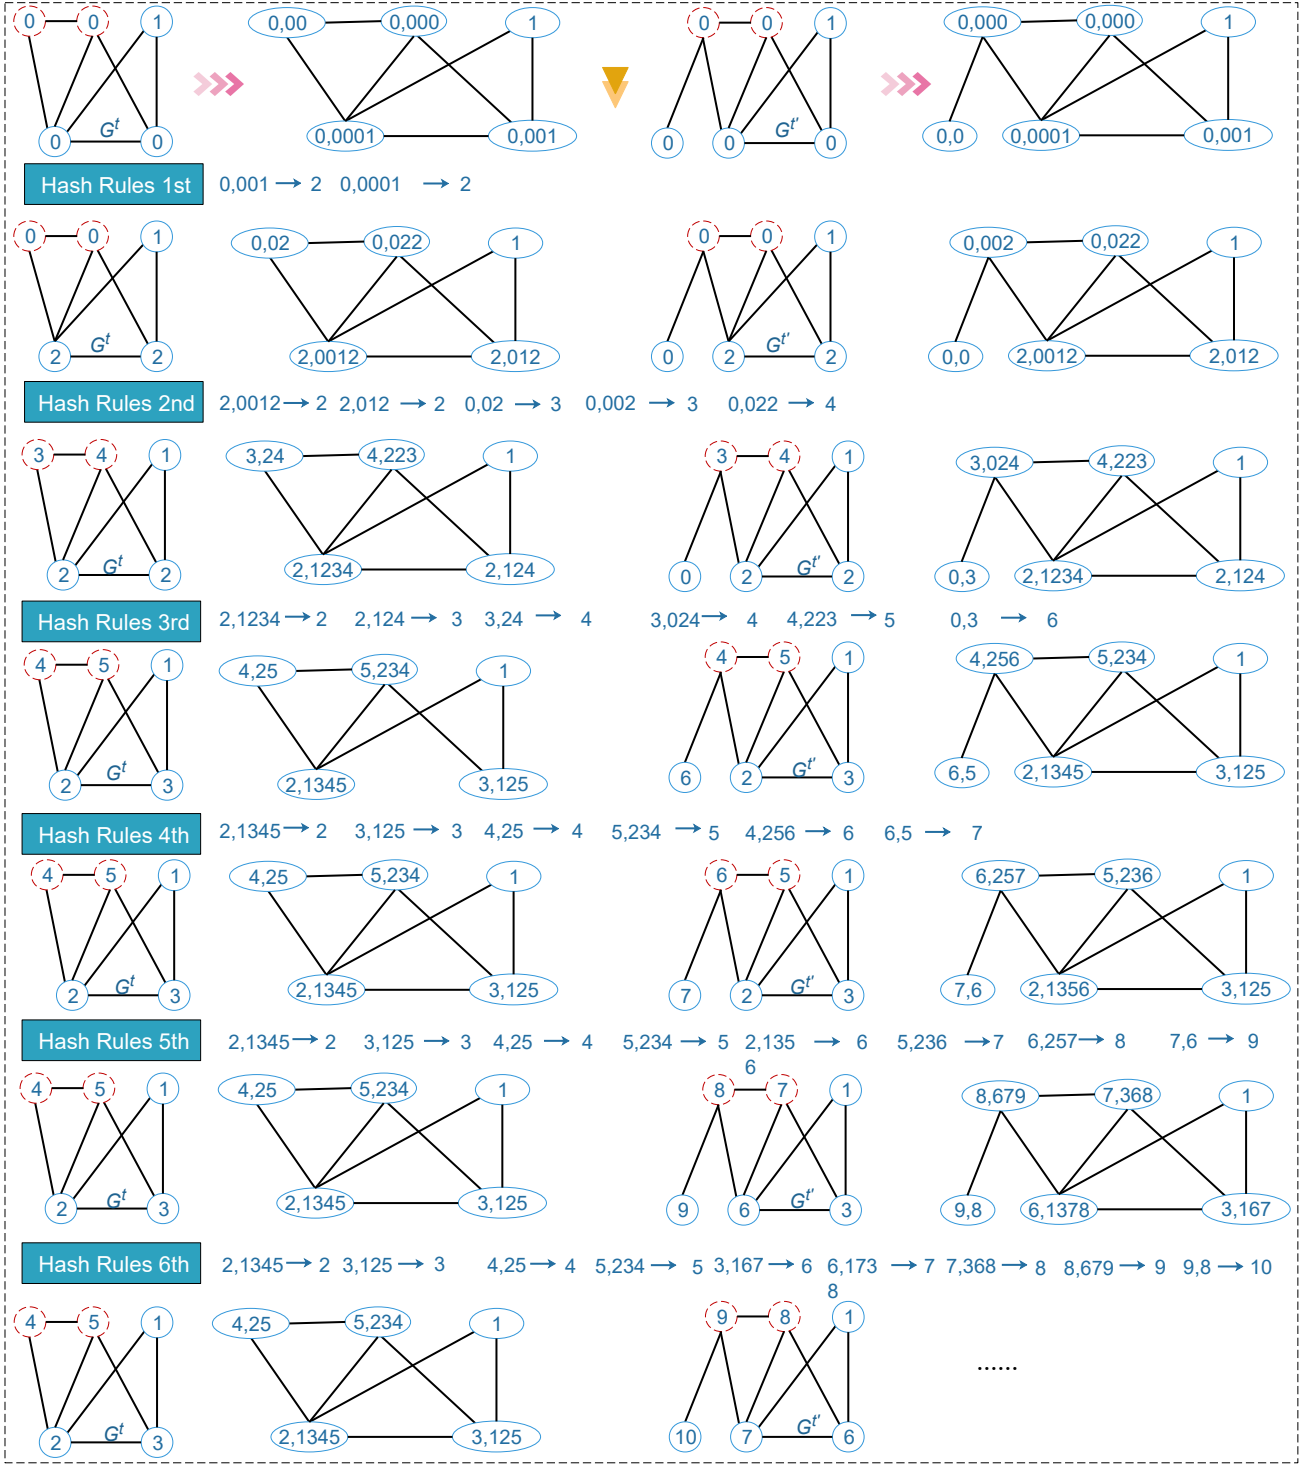 0 0 1 0,00 0,000 1 0 0 1 0,000 0,000 1
0 G^t 0 0,0001 0,001 0 0 G^t' 0 0,0 0,0001 0,001
Hash Rules 1st 0,001 → 2 0,0001 → 2
0 0 1 0,02 0,022 1 0 0 1 0,002 0,022 1
2 G^t 2 2,0012 2,012 0 2 G^t' 2 0,0 2,0012 2,012
Hash Rules 2nd 2,0012 → 2 2,012 → 2 0,02 → 3 0,002 → 3 0,022 → 4
3 4 1 3,24 4,223 1 3 4 1 3,024 4,223 1
2 G^t 2 2,1234 2,124 0 2 G^t' 2 0,3 2,1234 2,124
Hash Rules 3rd 2,1234 → 2 2,124 → 3 3,24 → 4 3,024 → 4 4,223 → 5 0,3 → 6
4 5 1 4,25 5,234 1 4 5 1 4,256 5,234 1
2 G^t 3 2,1345 3,125 6 2 G^t' 3 6,5 2,1345 3,125
Hash Rules 4th 2,1345 → 2 3,125 → 3 4,25 → 4 5,234 → 5 4,256 → 6 6,5 → 7
4 5 1 4,25 5,234 1 6 5 1 6,257 5,236 1
2 G^t 3 2,1345 3,125 7 2 G^t' 3 7,6 2,1356 3,125
Hash Rules 5th 2,1345 → 2 3,125 → 3 4,25 → 4 5,234 → 5 2,135 → 6 5,236 → 7 6,257 → 8 7,6 → 9
6
4 5 1 4,25 5,234 1 8 7 1 8,679 7,368 1
2 G^t 3 2,1345 3,125 9 6 G^t' 3 9,8 6,1378 3,167
Hash Rules 6th 2,1345 → 2 3,125 → 3 4,25 → 4 5,234 → 5 3,167 → 6 6,173 → 7 7,368 → 8 8,679 → 9 9,8 → 10
8
4 5 1 4,25 5,234 1 9 8 1
......
2 G^t 3 2,1345 3,125 10 7 G^t' 6